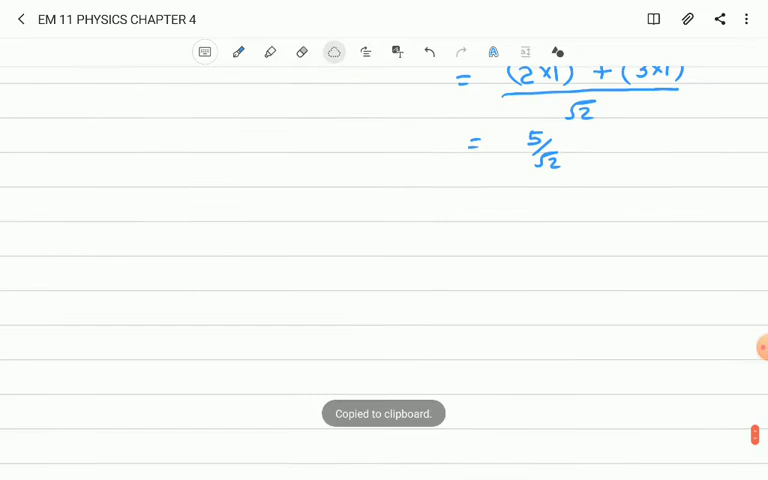 EM 11 PHYSICS CHAPTER 4
= (2×1) + (3×1)
√2
= 5/√2
Copied to clipboard.